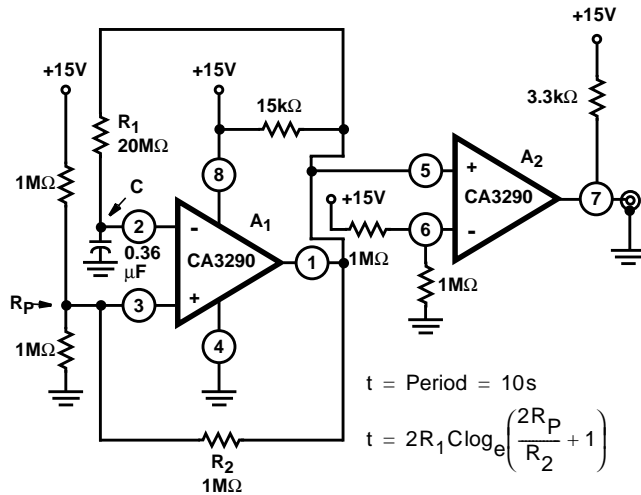 +15V
+15V
+15V
3.3kΩ
15kΩ
R1
20MΩ
1MΩ
C
8
A1
2
-
CA3290
0.36
μF
+
1
RP
3
1MΩ
4
R2
1MΩ
5
+
A2
CA3290
7
+15V
6
-
1MΩ
1MΩ
t = Period = 10s
t = 2R1Cloge(2RP/R2 + 1)